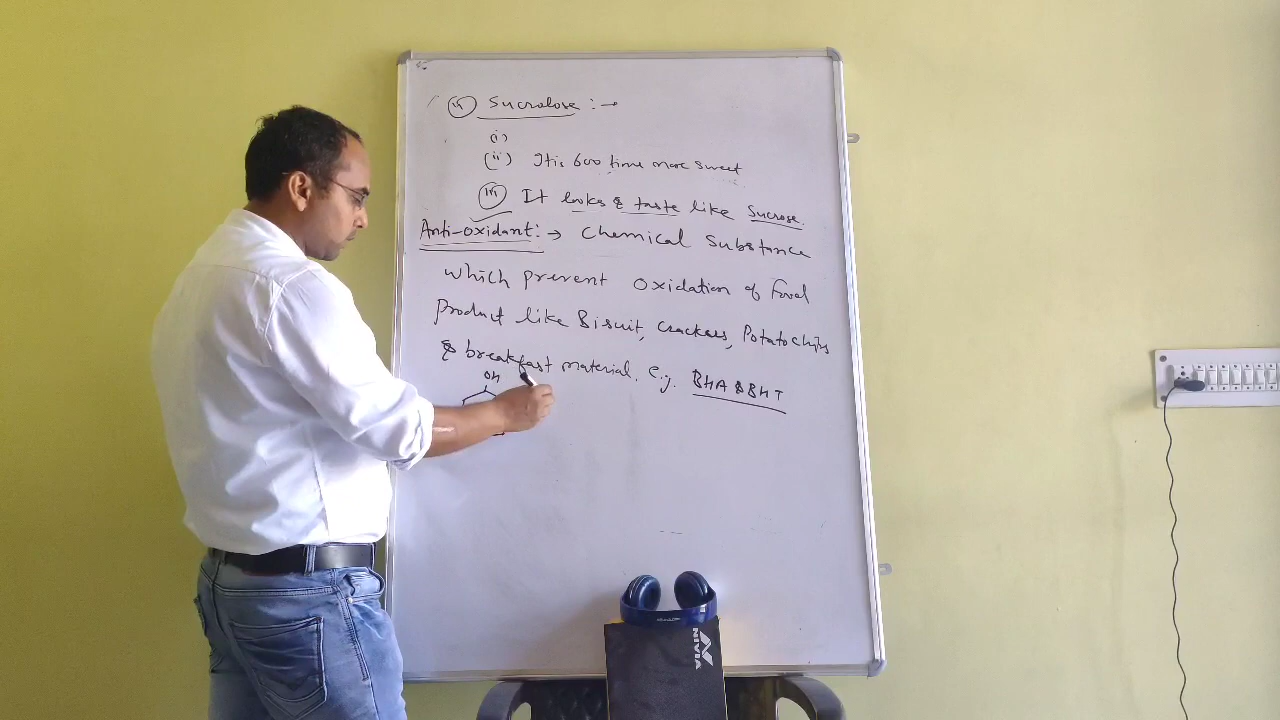 (iii) Sucralose :→
(i)
(ii) It is 600 time more sweet
(iii) It looks & taste like Sucrose.
Anti-oxidant :→ Chemical Substance
which prevent oxidation of food
Product like Biscuit, crackers, Potato chips
& breakfast material. e.g. BHA & BHT
OH
NIVIA